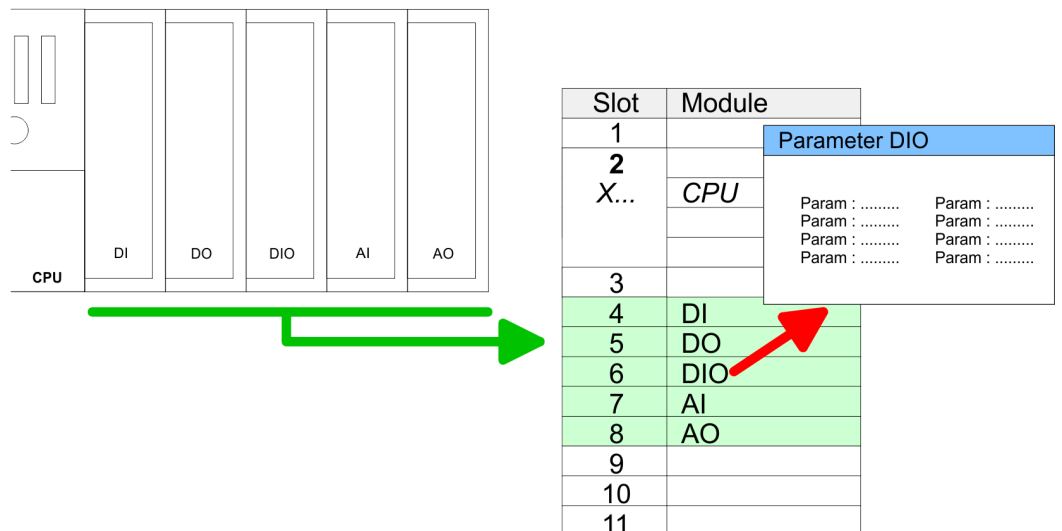 CPU
DI DO DIO AI AO
Slot Module
1
2
X... CPU
3
4 DI
5 DO
6 DIO
7 AI
8 AO
9
10
11
Parameter DIO
Param : ......... Param : .........
Param : ......... Param : .........
Param : ......... Param : .........
Param : ......... Param : .........